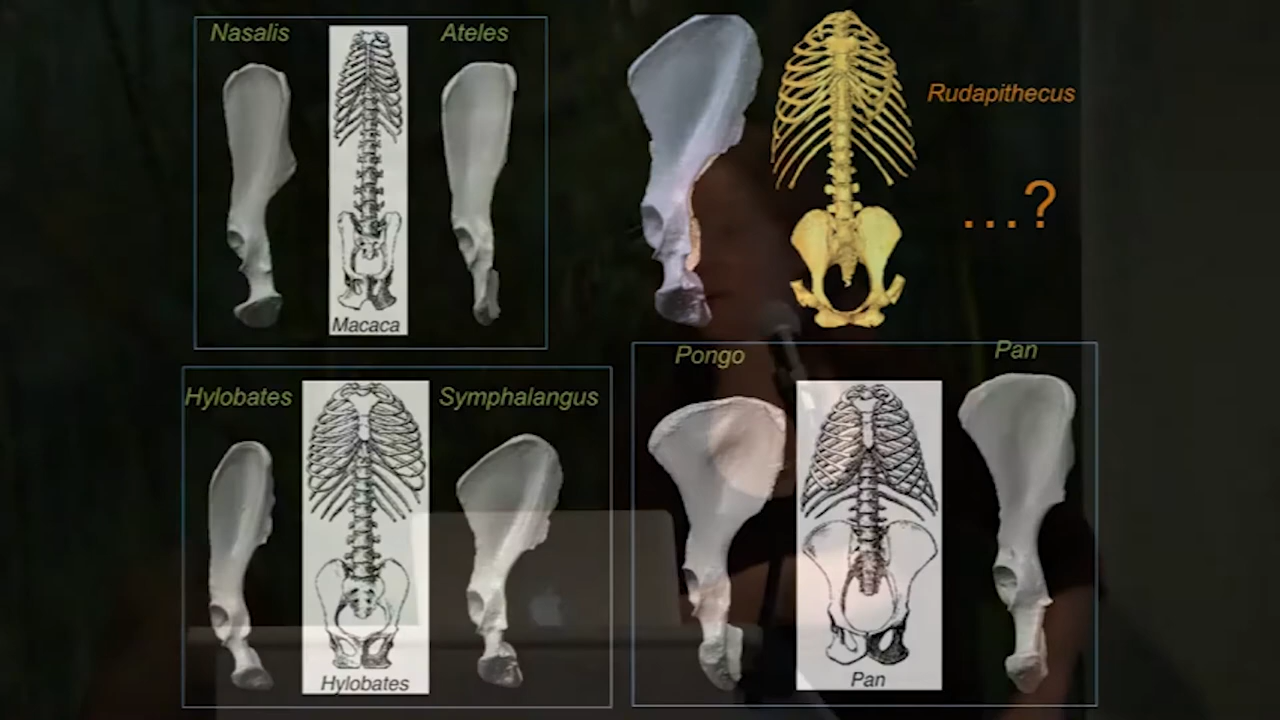 Nasalis
Ateles
Macaca
Rudapithecus
...?
Hylobates
Symphalangus
Hylobates
Pongo
Pan
Pan